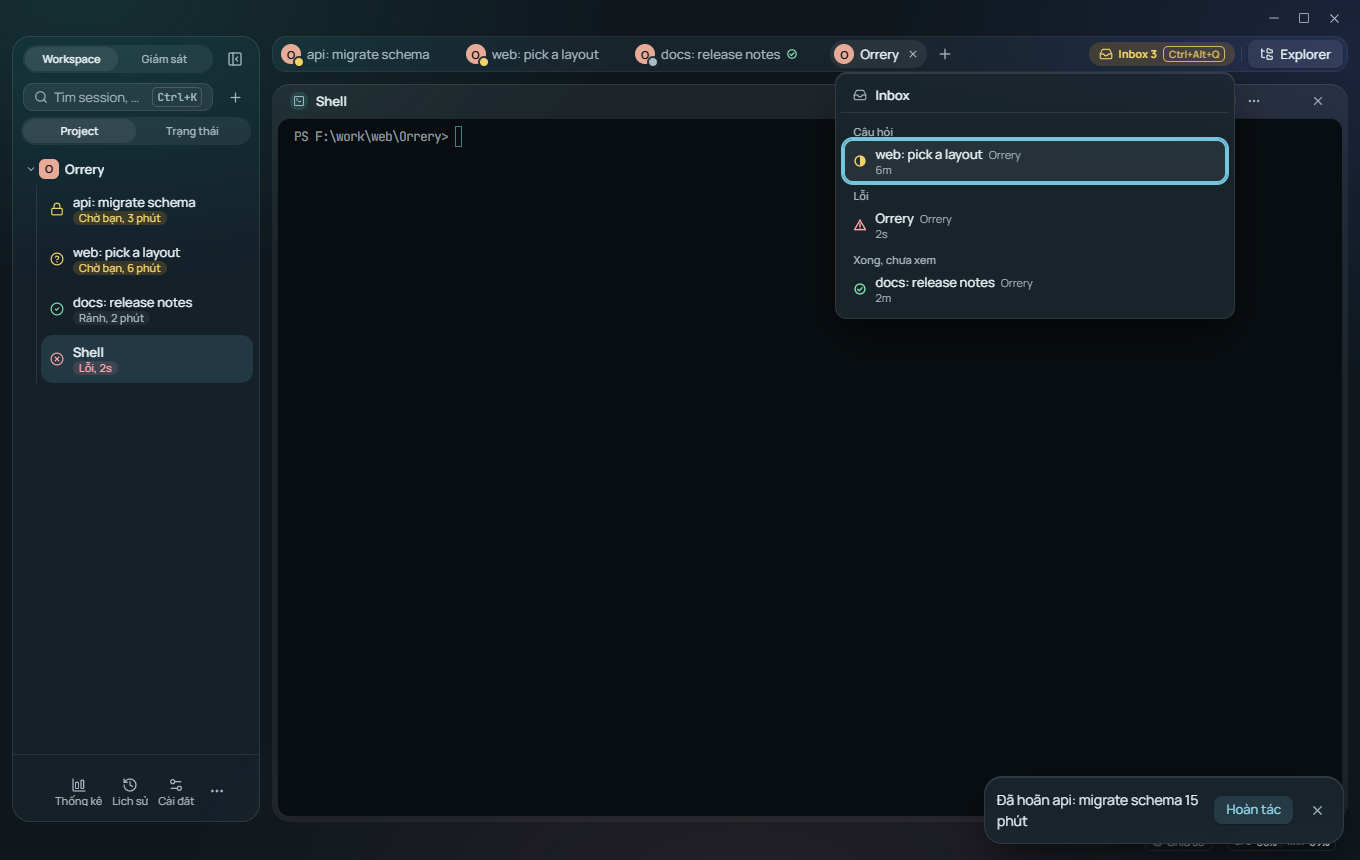 Workspace
Giám sát
Tìm session, ...
Ctrl+K
Project
Trạng thái
O Orrery
api: migrate schema
Chờ bạn, 3 phút
web: pick a layout
Chờ bạn, 6 phút
docs: release notes
Rảnh, 2 phút
Shell
Lỗi, 2s
Thống kê
Lịch sử
Cài đặt
O api: migrate schema
O web: pick a layout
O docs: release notes
O Orrery
Inbox 3 Ctrl+Alt+Q
Explorer
Shell
PS F:\work\web\Orrery>
Inbox
Câu hỏi
web: pick a layout Orrery
6m
Lỗi
Orrery Orrery
2s
Xong, chưa xem
docs: release notes Orrery
2m
Đã hoãn api: migrate schema 15
phút
Hoàn tác